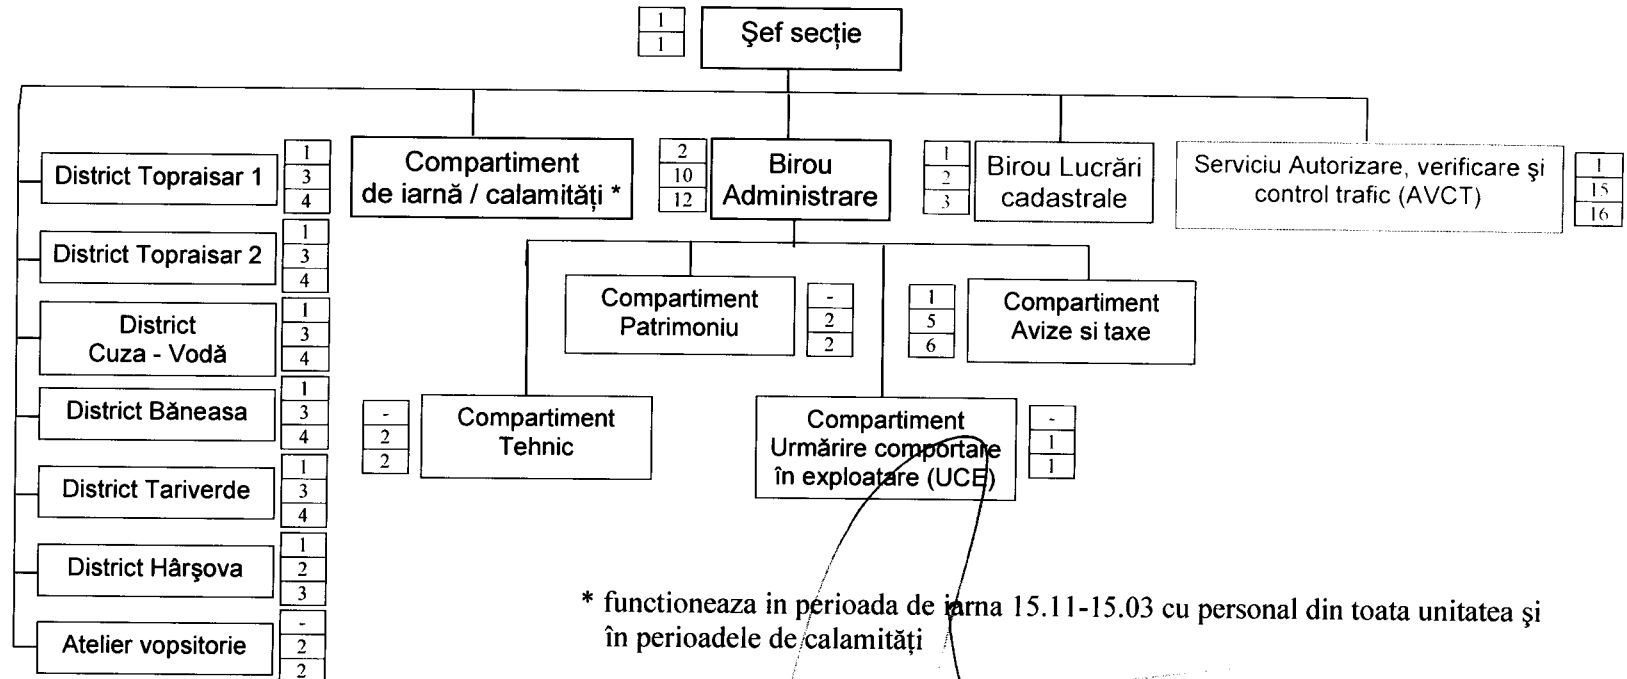 1
1
Şef secţie
District Topraisar 1
1
3
4
Compartiment
de iarnă / calamităţi *
2
10
12
Birou
Administrare
1
2
3
Birou Lucrări
cadastrale
Serviciu Autorizare, verificare şi
control trafic (AVCT)
1
15
16
District Topraisar 2
1
3
4
Compartiment
Patrimoniu
-
2
2
1
5
6
Compartiment
Avize si taxe
District
Cuza - Vodă
1
3
4
District Băneasa
1
3
4
-
2
2
Compartiment
Tehnic
Compartiment
Urmărire comportare
în exploatare (UCE)
-
1
1
District Tariverde
1
3
4
District Hârşova
1
2
3
Atelier vopsitorie
-
2
2
* functioneaza in perioada de iarna 15.11-15.03 cu personal din toata unitatea şi
în perioadele de calamităţi